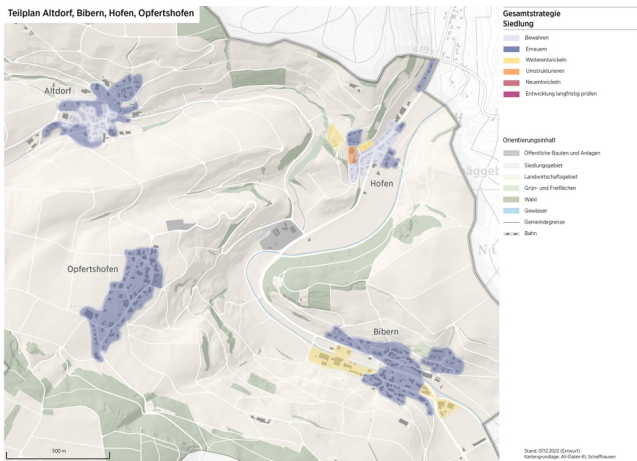 Teilplan Altdorf, Bibern, Hofen, Opfertshofen
Gesamtstrategie
Siedlung
Bewahren
Erneuern
Weiterentwickeln
Umstrukturieren
Neuentwickeln
Entwicklung langfristig prüfen
Orientierungsinhalt
Öffentliche Bauten und Anlagen
Siedlungsgebiet
Landwirtschaftsgebiet
Grün- und Freiflächen
Wald
Gewässer
Gemeindegrenze
Bahn
479
Altdorf
Hofen
Opfertshofen
Bibern
500 m
Stand: 07.12.2022 (Entwurf)
Kartengrundlage: AV-Daten Kt. Schaffhausen